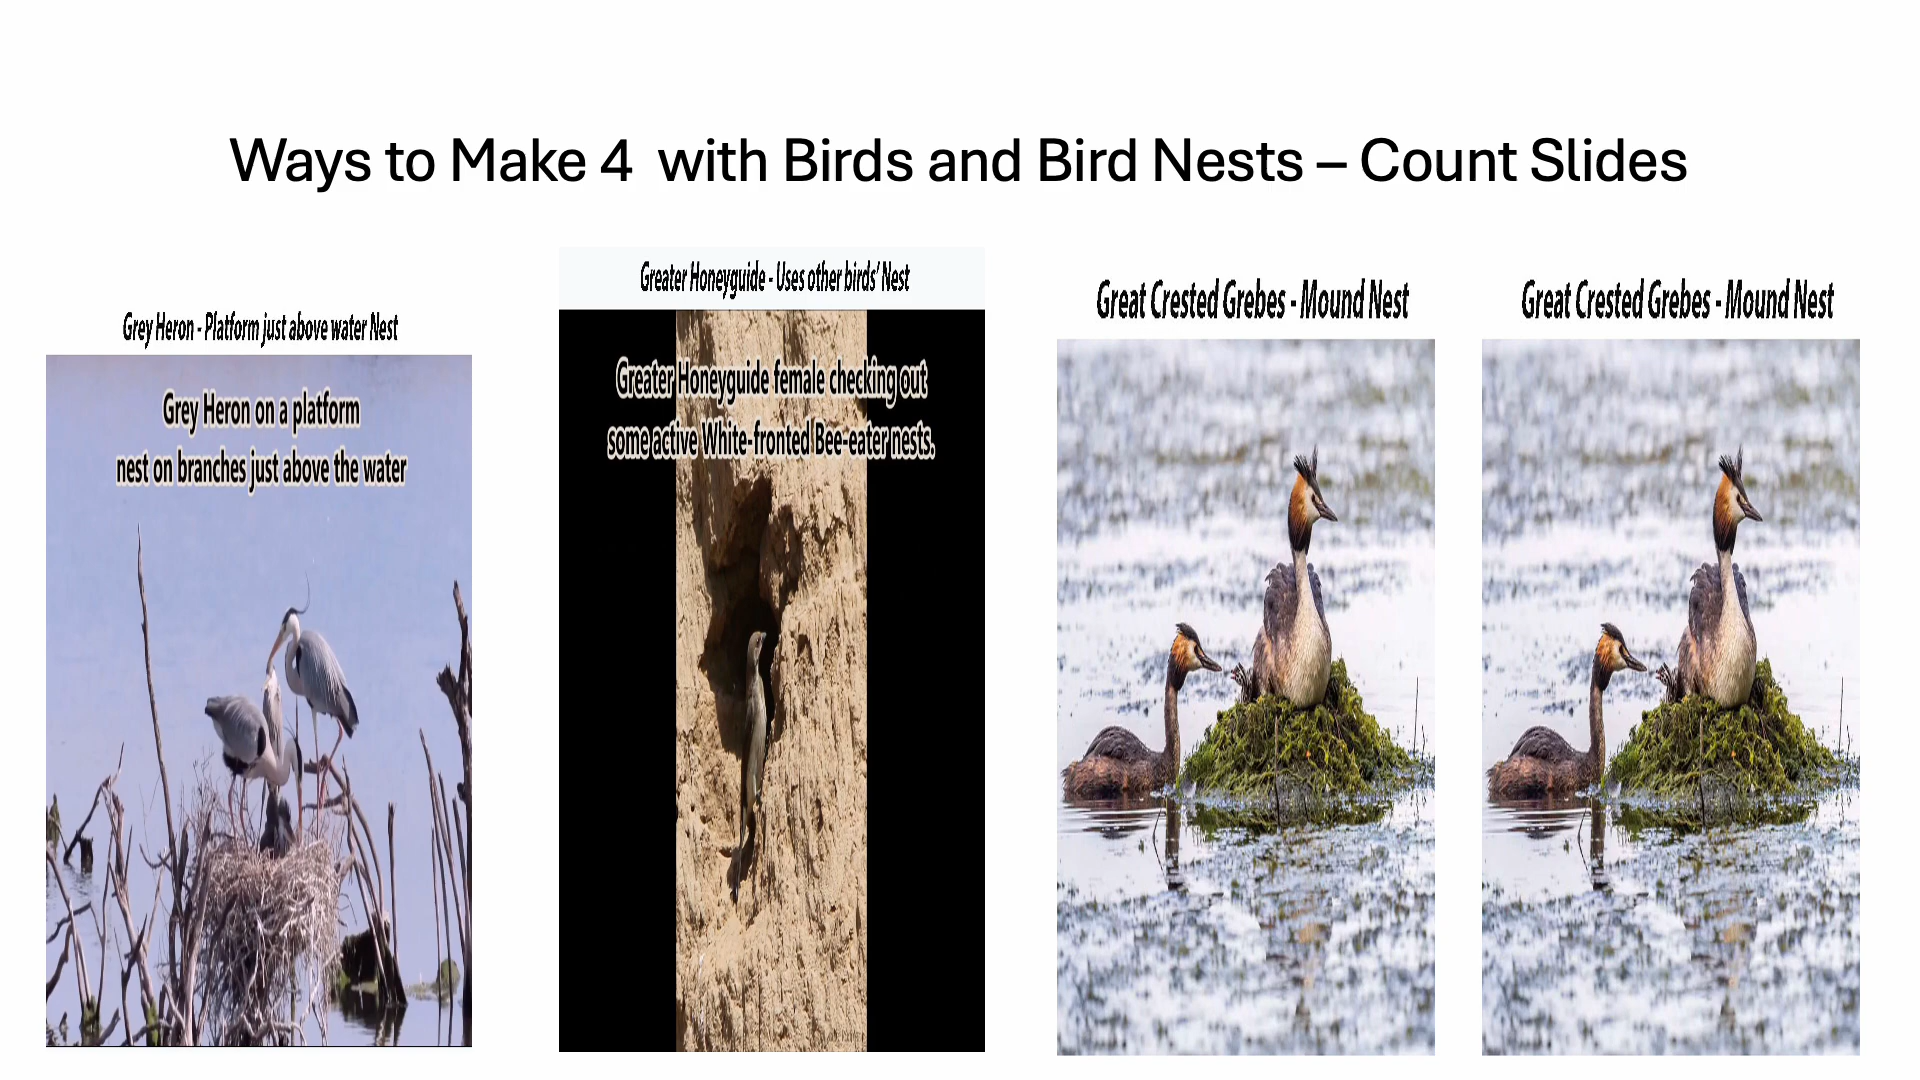 Ways to Make 4  with Birds and Bird Nests – Count Slides
Grey Heron - Platform just above water Nest
Grey Heron on a platform
nest on branches just above the water
Greater Honeyguide - Uses other birds' Nest
Greater Honeyguide female checking out
some active White-fronted Bee-eater nests.
Great Crested Grebes - Mound Nest
Great Crested Grebes - Mound Nest